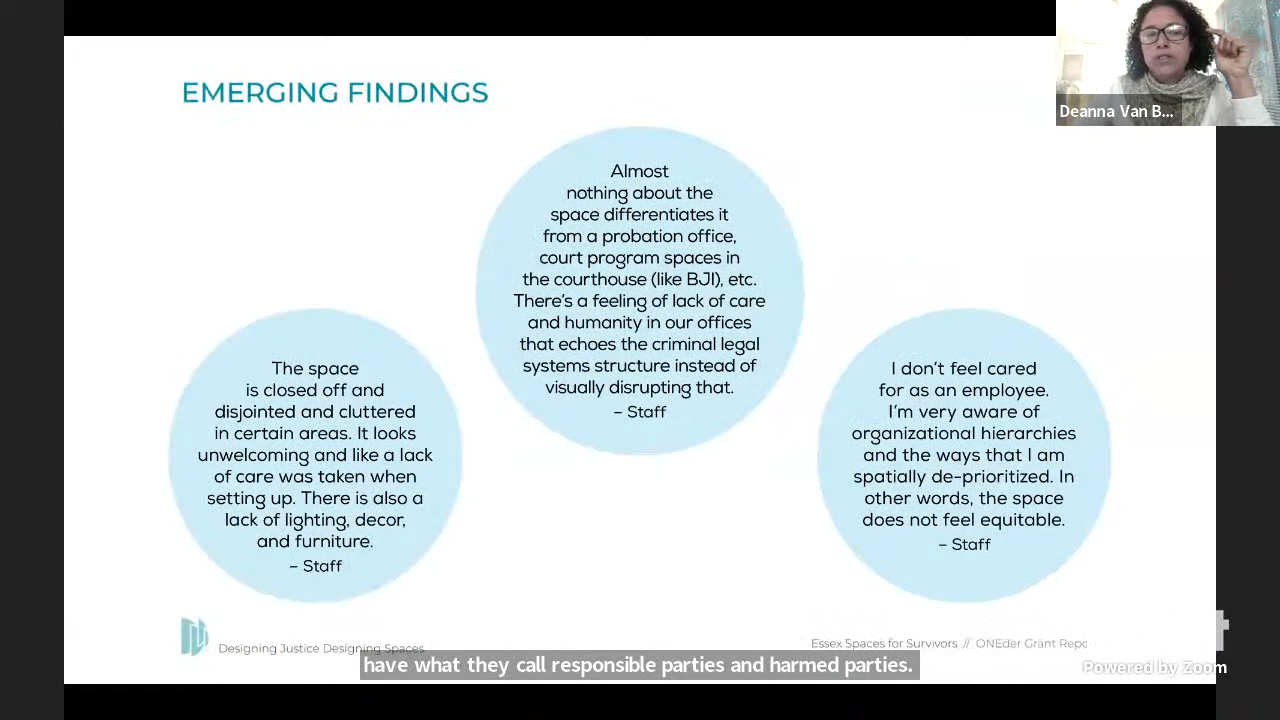 Deanna Van B...
EMERGING FINDINGS
Almost
nothing about the
space differentiates it
from a probation office,
court program spaces in
the courthouse (like BJI), etc.
There's a feeling of lack of care
and humanity in our offices
that echoes the criminal legal
systems structure instead of
visually disrupting that.
– Staff
The space
is closed off and
disjointed and cluttered
in certain areas. It looks
unwelcoming and like a lack
of care was taken when
setting up. There is also a
lack of lighting, decor,
and furniture.
– Staff
I don't feel cared
for as an employee.
I'm very aware of
organizational hierarchies
and the ways that I am
spatially de-prioritized. In
other words, the space
does not feel equitable.
– Staff
Designing Justice Designing Spaces
Essex Spaces for Survivors // ONEder Grant Repo
have what they call responsible parties and harmed parties.
Powered by Zoom